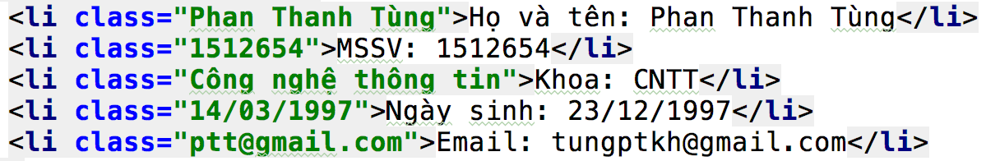 <li class="Phan Thanh Tùng">Họ và tên: Phan Thanh Tùng</li>
<li class="1512654">MSSV: 1512654</li>
<li class="Công nghệ thông tin">Khoa: CNTT</li>
<li class="14/03/1997">Ngày sinh: 23/12/1997</li>
<li class="ptt@gmail.com">Email: tungptkh@gmail.com</li>